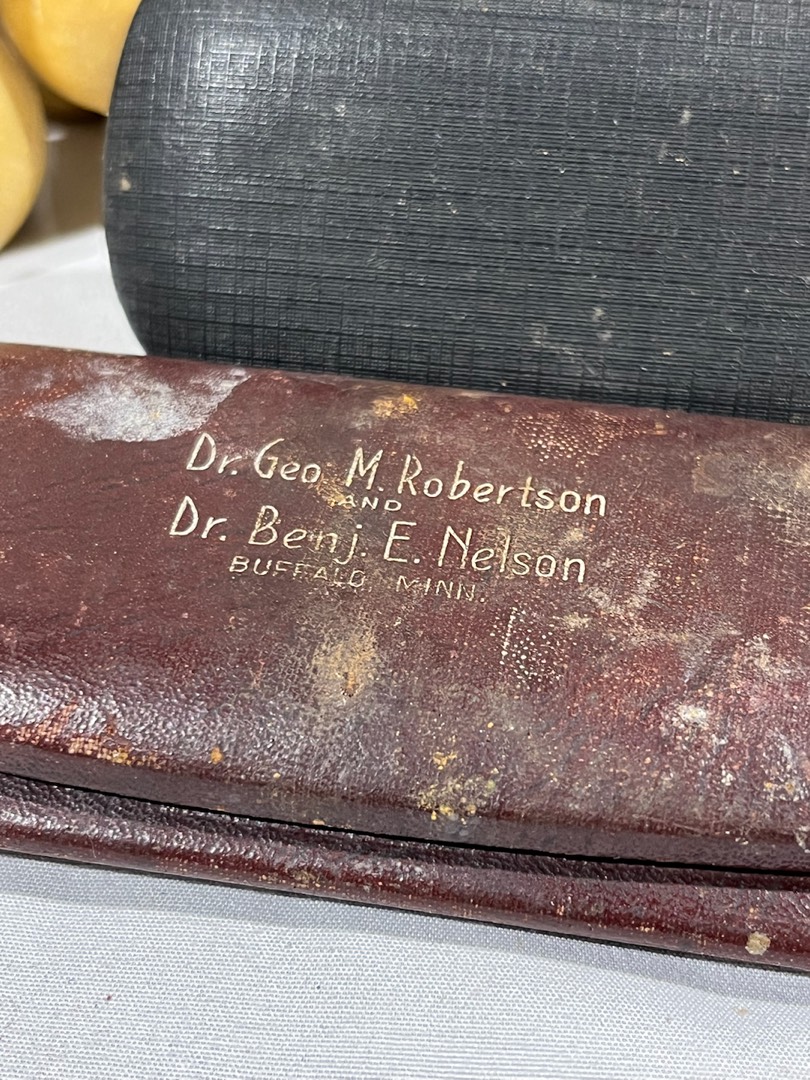 Dr. Geo M. Robertson
AND
Dr. Benj. E. Nelson
BUFFALO, MINN.